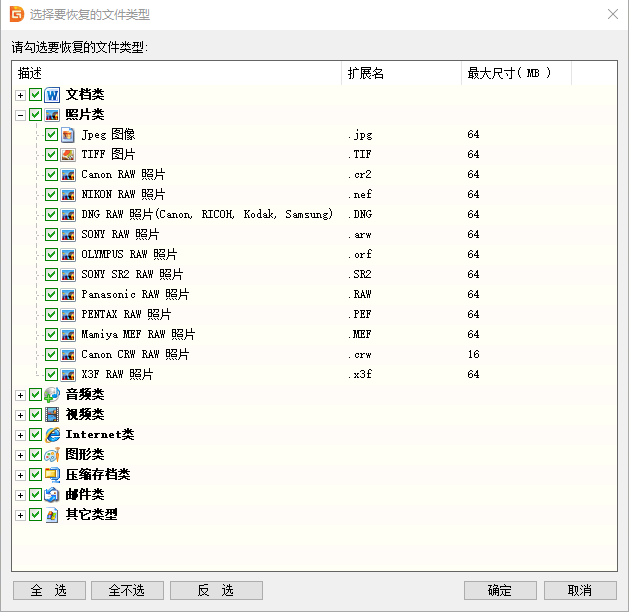 选择要恢复的文件类型
请勾选要恢复的文件类型:
描述 扩展名 最大尺寸( MB )
文档类
照片类
Jpeg 图像 .jpg 64
TIFF 图片 .TIF 64
Canon RAW 照片 .cr2 64
NIKON RAW 照片 .nef 64
DNG RAW 照片(Canon, RICOH, Kodak, Samsung) .DNG 64
SONY RAW 照片 .arw 64
OLYMPUS RAW 照片 .orf 64
SONY SR2 RAW 照片 .SR2 64
Panasonic RAW 照片 .RAW 64
PENTAX RAW 照片 .PEF 64
Mamiya MEF RAW 照片 .MEF 64
Canon CRW RAW 照片 .crw 16
X3F RAW 照片 .x3f 64
音频类
视频类
Internet类
图形类
压缩存档类
邮件类
其它类型
全 选 全不选 反 选 确定 取消